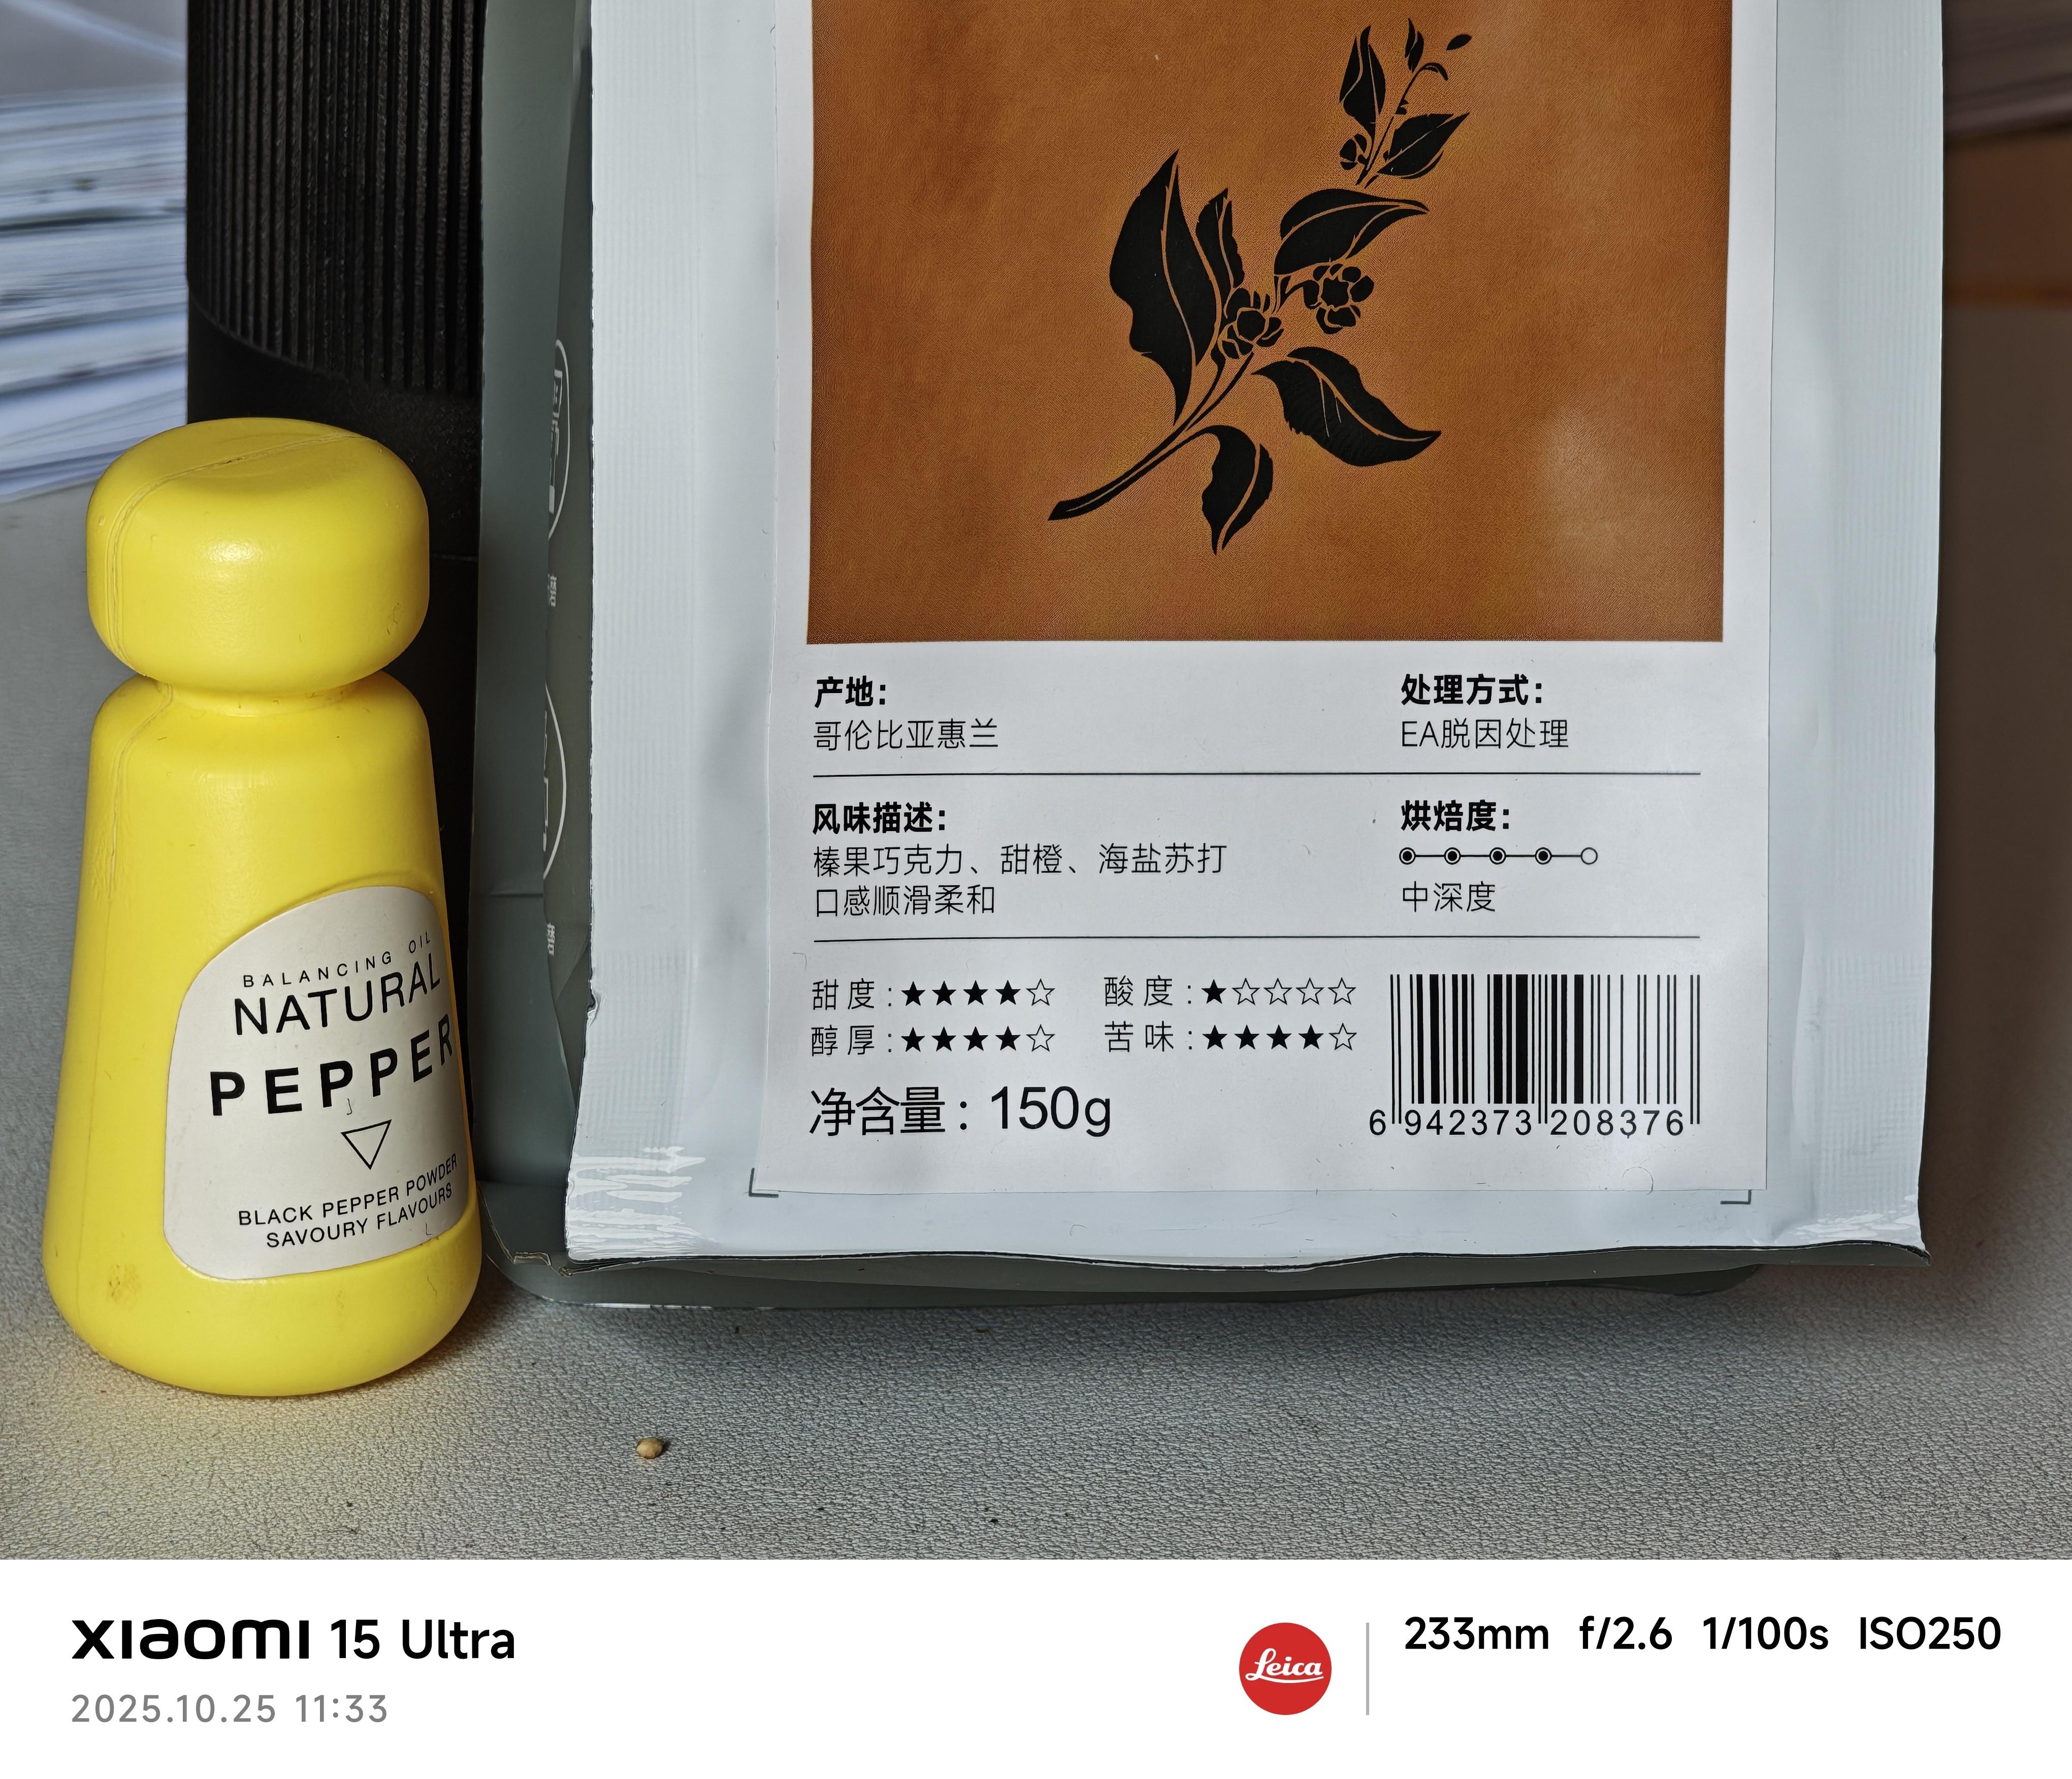 BALANCING OIL
NATURAL
PEPPER
BLACK PEPPER POWDER
SAVOURY FLAVOURS
产地：
哥伦比亚惠兰
处理方式：
EA脱因处理
风味描述：
榛果巧克力、甜橙、海盐苏打
口感顺滑柔和
烘焙度：
中深度
甜度:★★★★☆
酸度:★☆☆☆☆
醇厚:★★★★☆
苦味:★★★★☆
净含量：150g
6 942373 208376
xiaomi 15 Ultra
2025.10.25 11:33
Leica
233mm f/2.6 1/100s ISO250